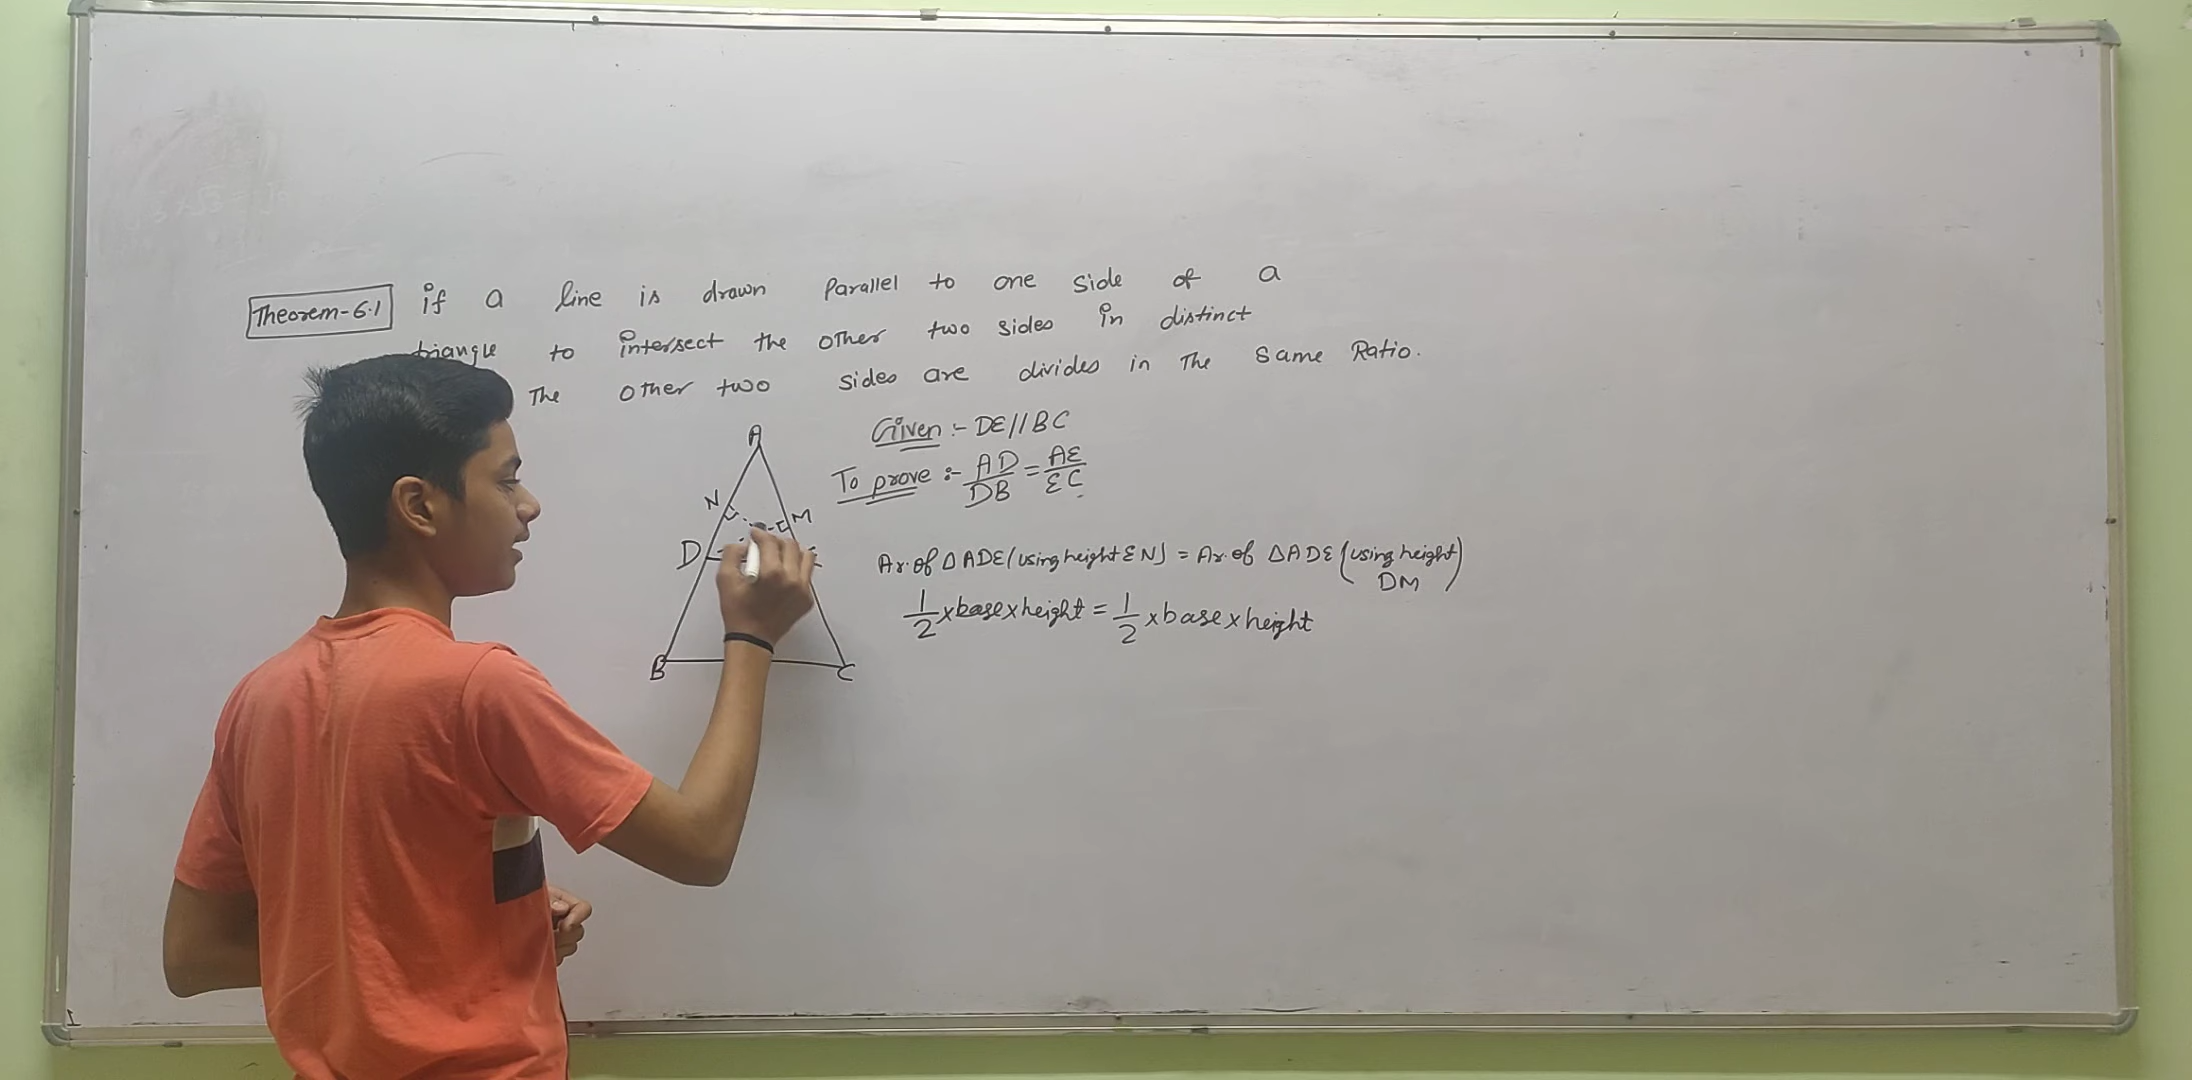 Theorem-6.1 if a line is drawn Parallel to one side of a
triangle to intersect the other two sides in distinct
The other two sides are divides in The Same Ratio.
A
Given :- DE//BC
To prove :- AD/DB = AE/EC
N
M
D
Ar. of △ADE (using height EN) = Ar. of △ADE (using height DM)
1/2 × base × height = 1/2 × base × height
B
C